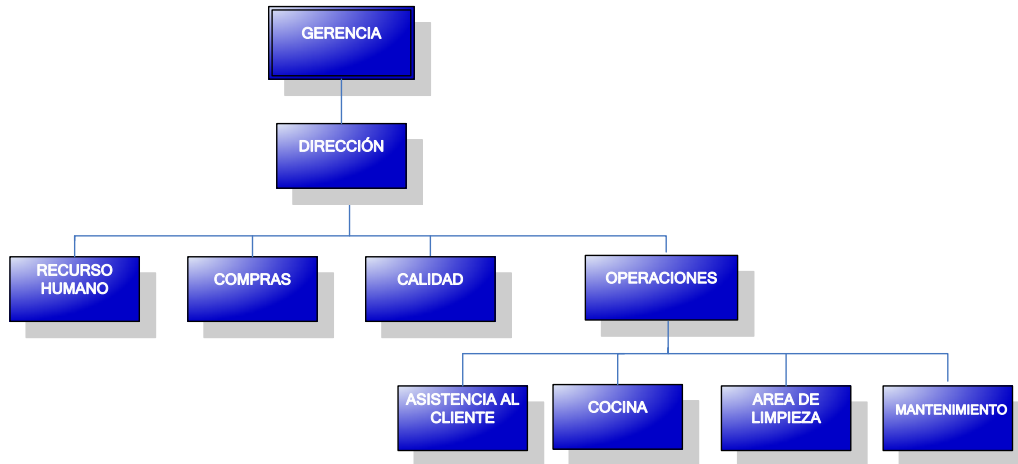 GERENCIA
DIRECCIÓN
RECURSO
HUMANO
COMPRAS
CALIDAD
OPERACIONES
ASISTENCIA AL
CLIENTE
COCINA
AREA DE
LIMPIEZA
MANTENIMIENTO